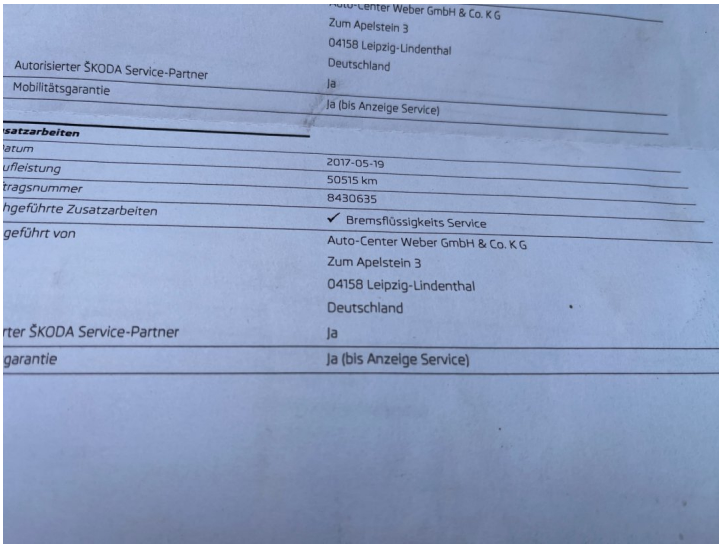 Auto-Center Weber GmbH & Co. K G
Zum Apelstein 3
04158 Leipzig-Lindenthal
Deutschland
Autorisierter ŠKODA Service-Partner Ja
Mobilitätsgarantie Ja (bis Anzeige Service)
satzarbeiten
atum 2017-05-19
ufleistung 50515 km
tragsnummer 8430635
hgeführte Zusatzarbeiten ✓ Bremsflüssigkeits Service
geführt von Auto-Center Weber GmbH & Co. K G
Zum Apelstein 3
04158 Leipzig-Lindenthal
Deutschland
rter ŠKODA Service-Partner Ja
garantie Ja (bis Anzeige Service)